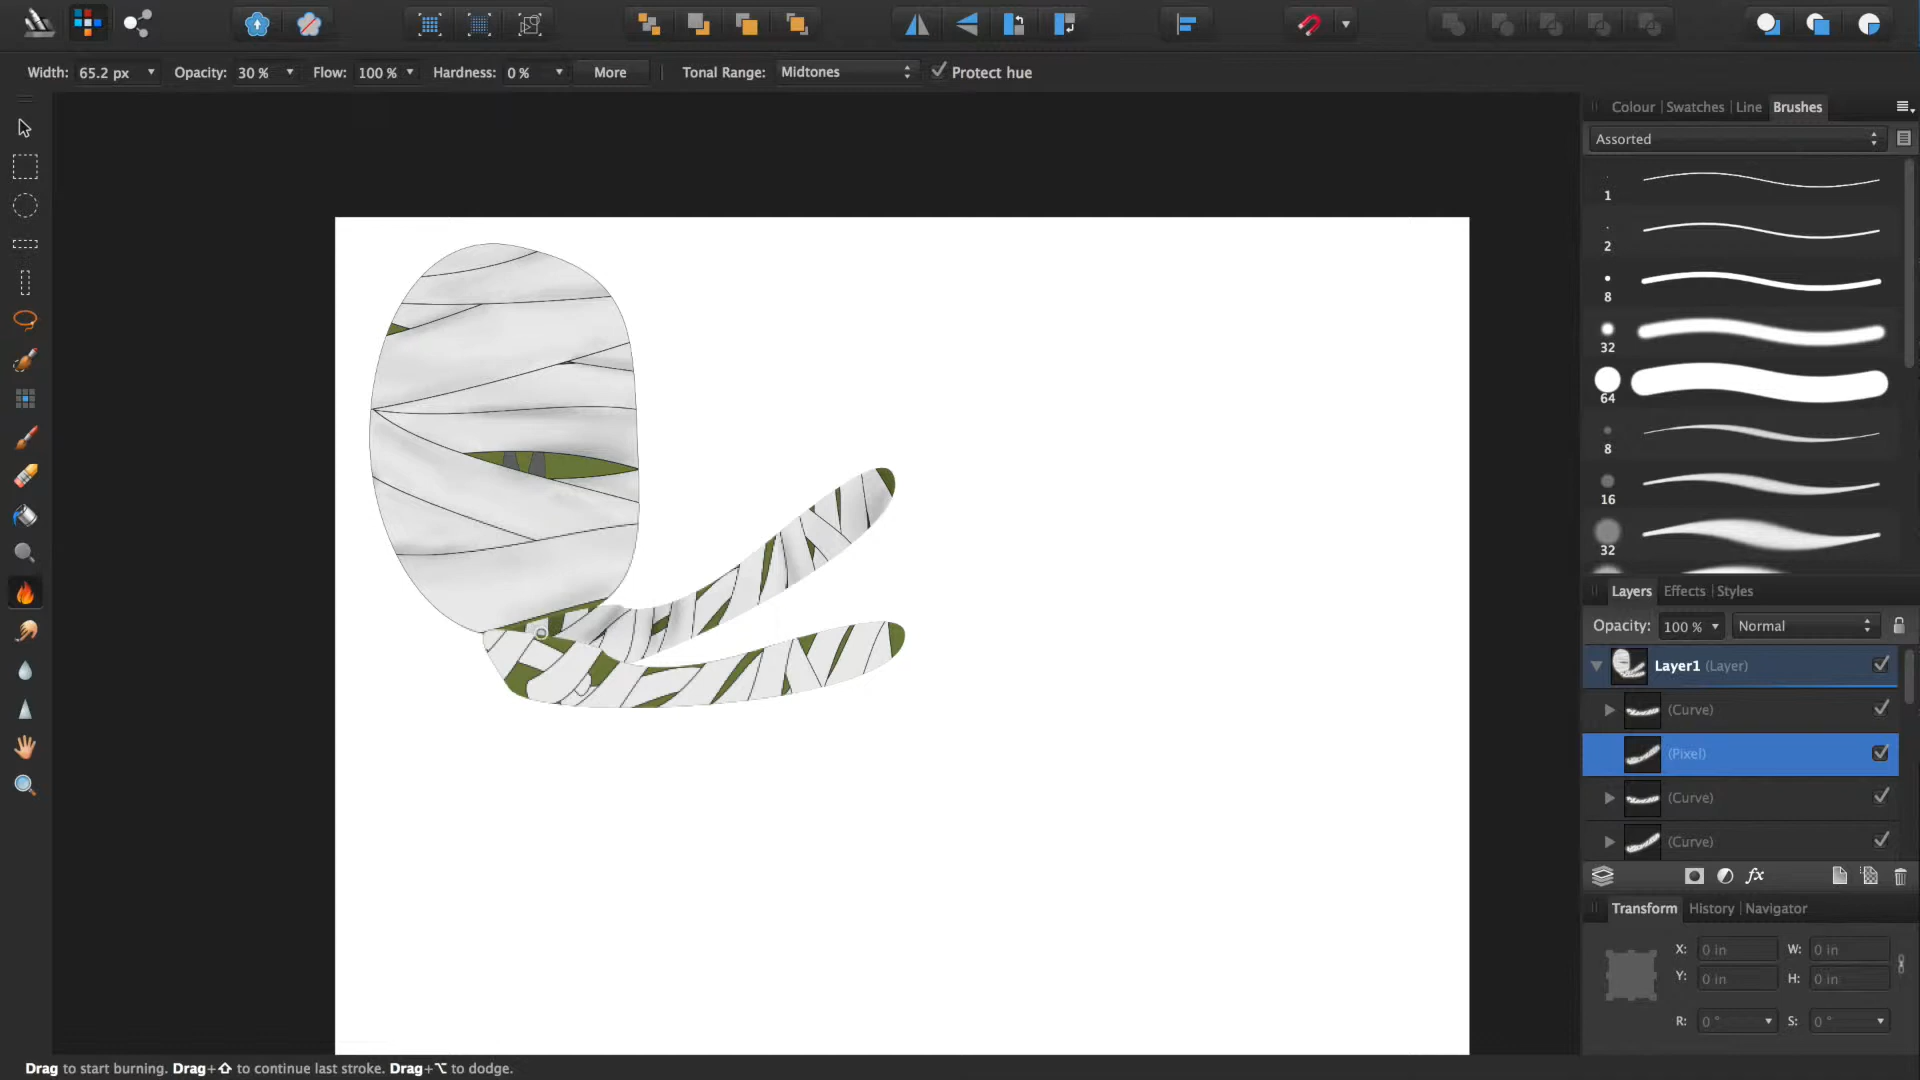 Width: 65.2 px Opacity: 30 % Flow: 100 % Hardness: 0 % More Tonal Range: Midtones Protect hue
Colour Swatches Line Brushes
Assorted
1
2
8
32
64
8
16
32
Layers Effects Styles
Opacity: 100 % Normal
Layer1 (Layer)
(Curve)
(Pixel)
(Curve)
(Curve)
fx
Transform History Navigator
X: 0 in W: 0 in
Y: 0 in H: 0 in
R: 0 ° S: 0 °
Drag to start burning. Drag+⇧ to continue last stroke. Drag+⌥ to dodge.